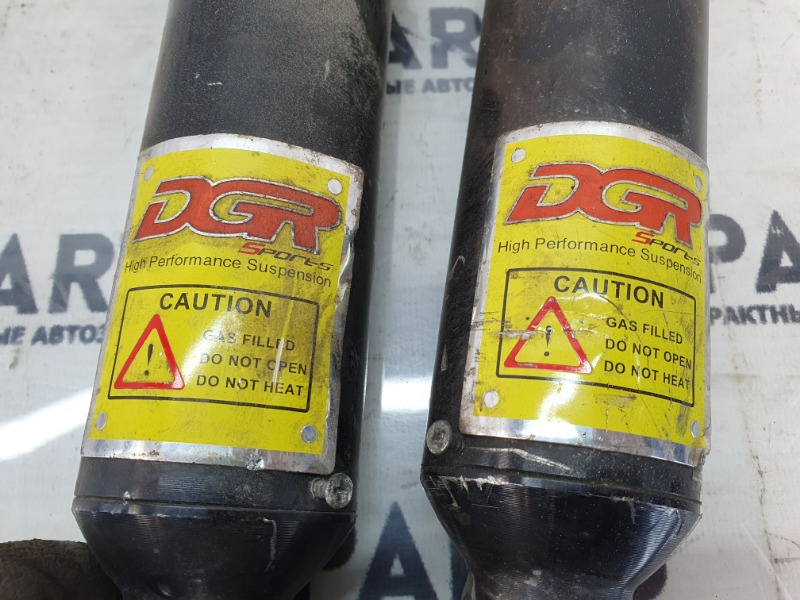 DGR
Sports
High Performance Suspension
CAUTION
GAS FILLED
DO NOT OPEN
DO NOT HEAT
DGR
Sports
High Performance Suspension
CAUTION
GAS FILLED
DO NOT OPEN
DO NOT HEAT